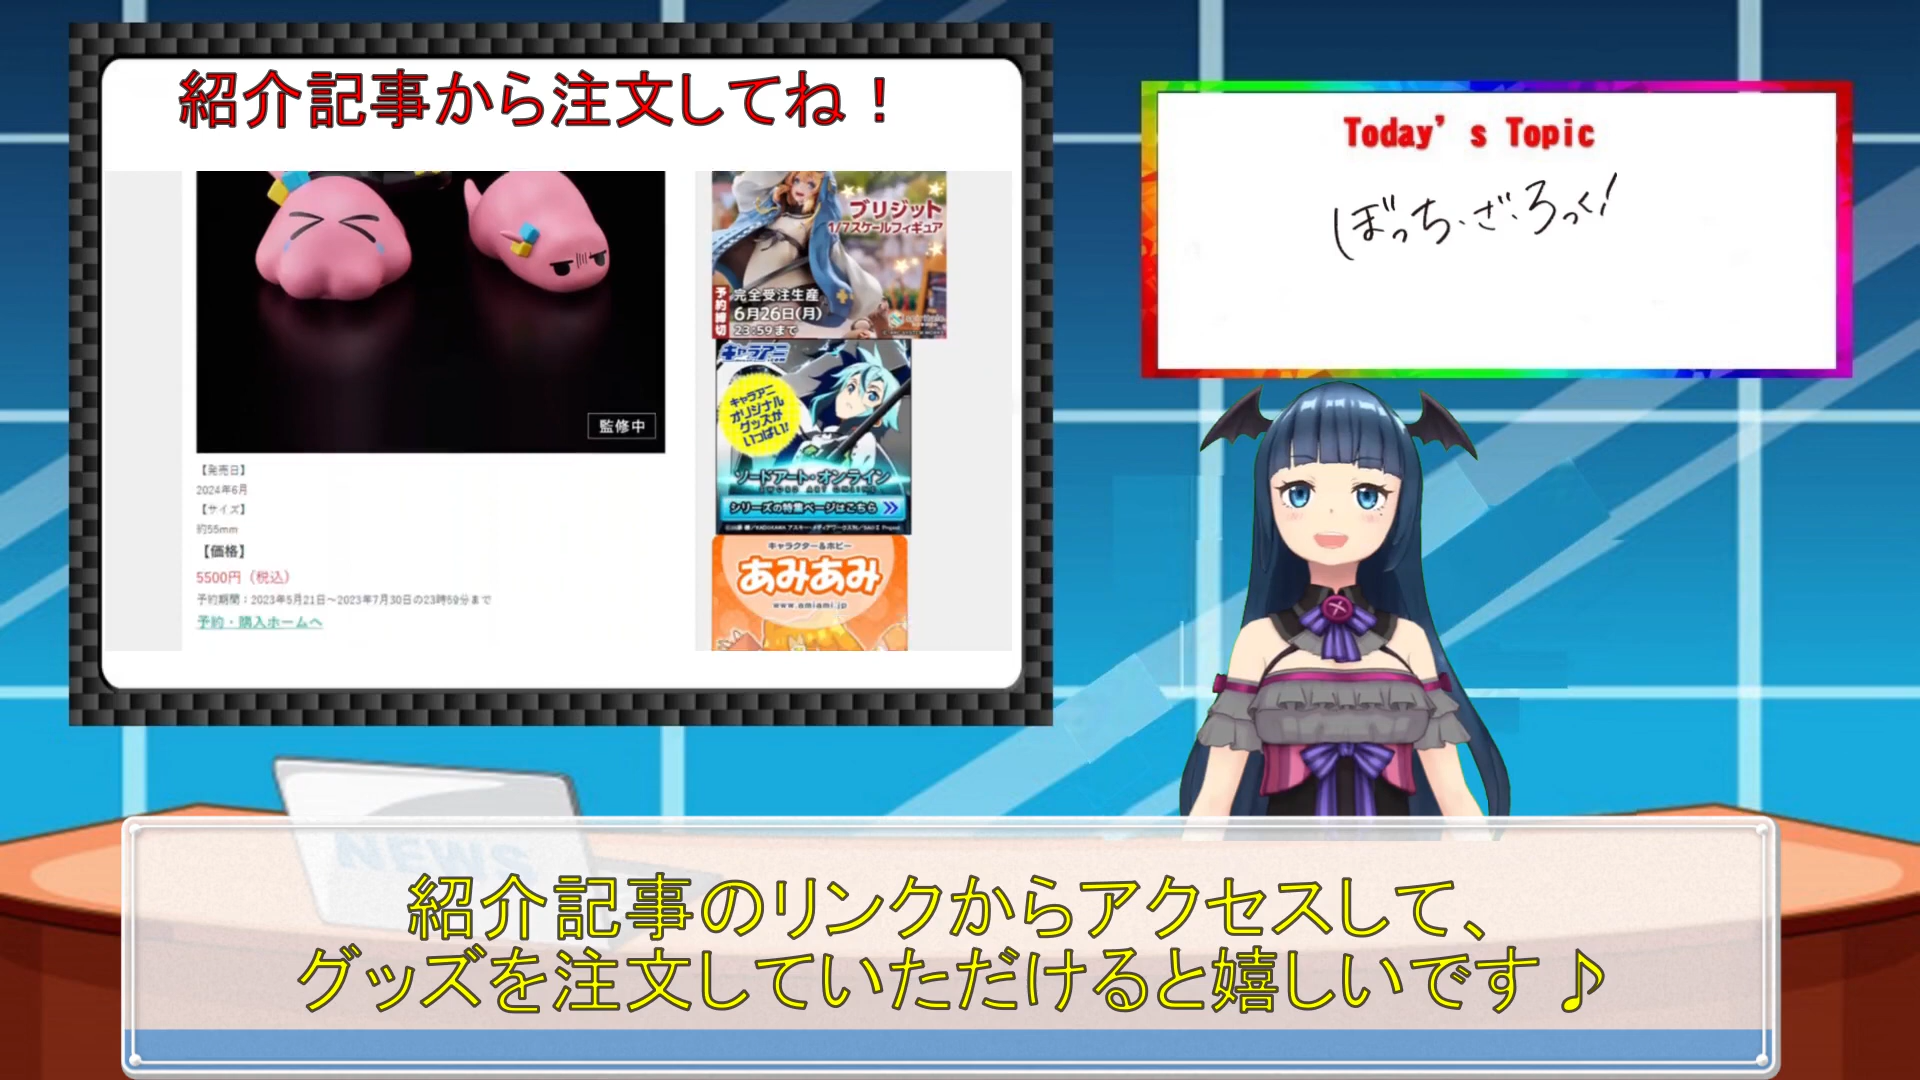 紹介記事から注文してね！
監修中
【発売日】
2024年6月
【サイズ】
約55mm
【価格】
5500円（税込）
予約期間：2023年5月21日～2023年7月30日の23時59分まで
予約・購入ホームへ
ブリジット
1/7スケールフィギュア
予約締切
完全受注生産
6月26日(月)
23:59まで
キャラアニ
キャラアニ
オリジナル
グッズが
いっぱい!
ソードアート・オンライン
SWORD ART ONLINE
シリーズの特集ページはこちら
キャラクター＆ホビー
あみあみ
www.amiami.jp
Today's Topic
ぼっち・ざ・ろっく!
NEWS
紹介記事のリンクからアクセスして、
グッズを注文していただけると嬉しいです♪